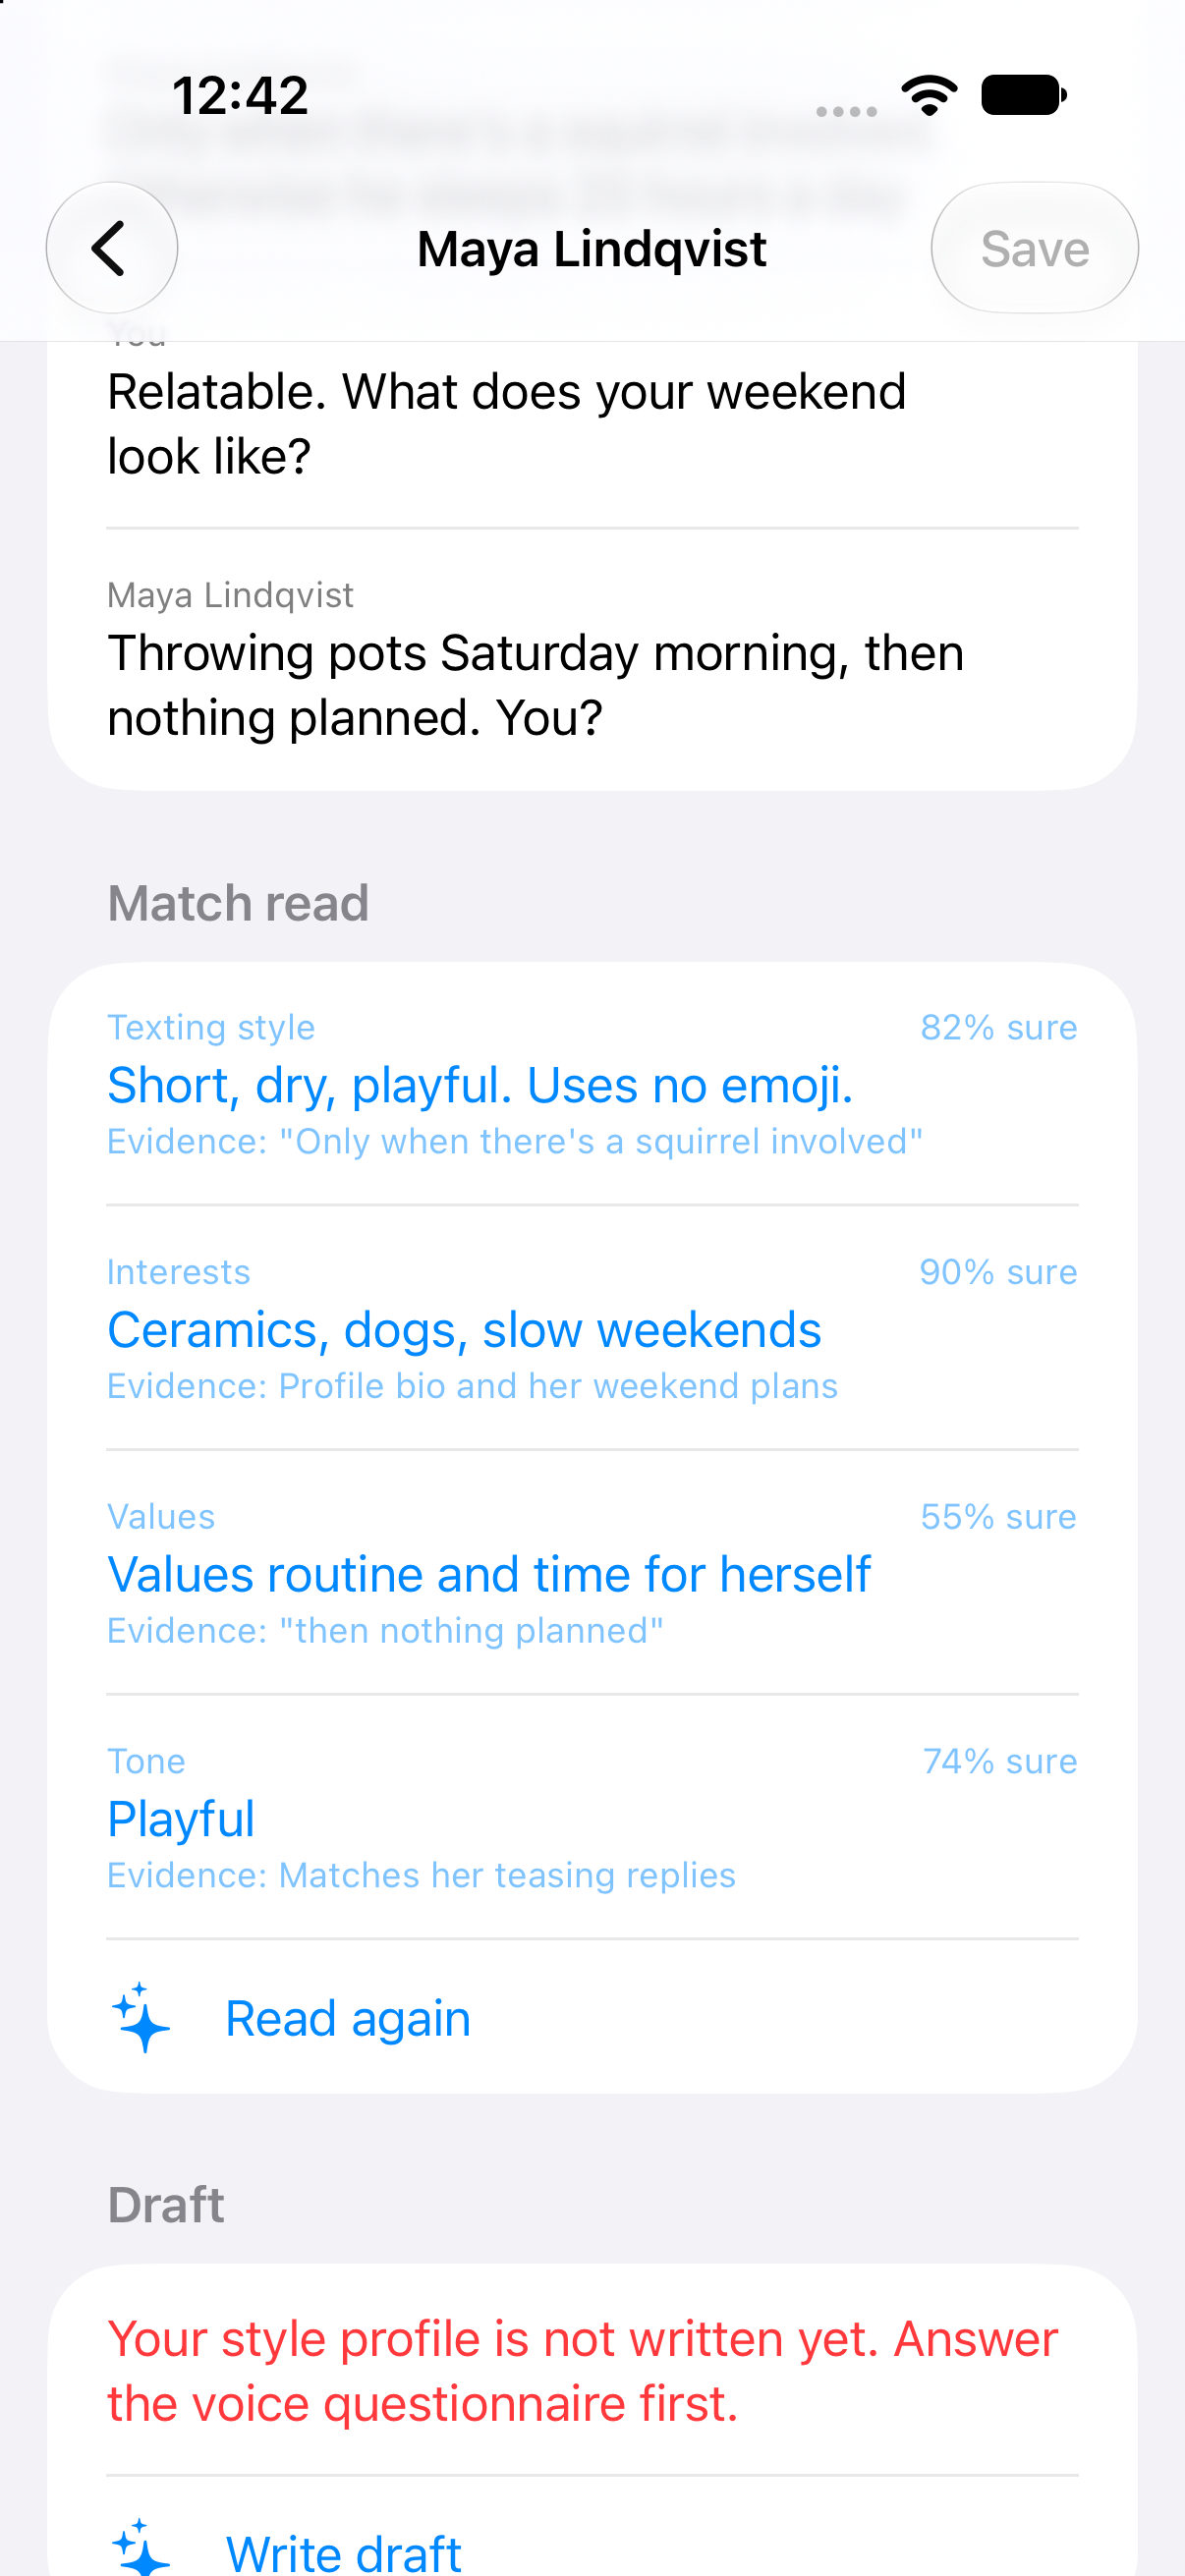 12:42
Maya Lindqvist
Save
You
Relatable. What does your weekend
look like?
Maya Lindqvist
Throwing pots Saturday morning, then
nothing planned. You?
Match read
Texting style
82% sure
Short, dry, playful. Uses no emoji.
Evidence: "Only when there's a squirrel involved"
Interests
90% sure
Ceramics, dogs, slow weekends
Evidence: Profile bio and her weekend plans
Values
55% sure
Values routine and time for herself
Evidence: "then nothing planned"
Tone
74% sure
Playful
Evidence: Matches her teasing replies
Read again
Draft
Your style profile is not written yet. Answer
the voice questionnaire first.
Write draft